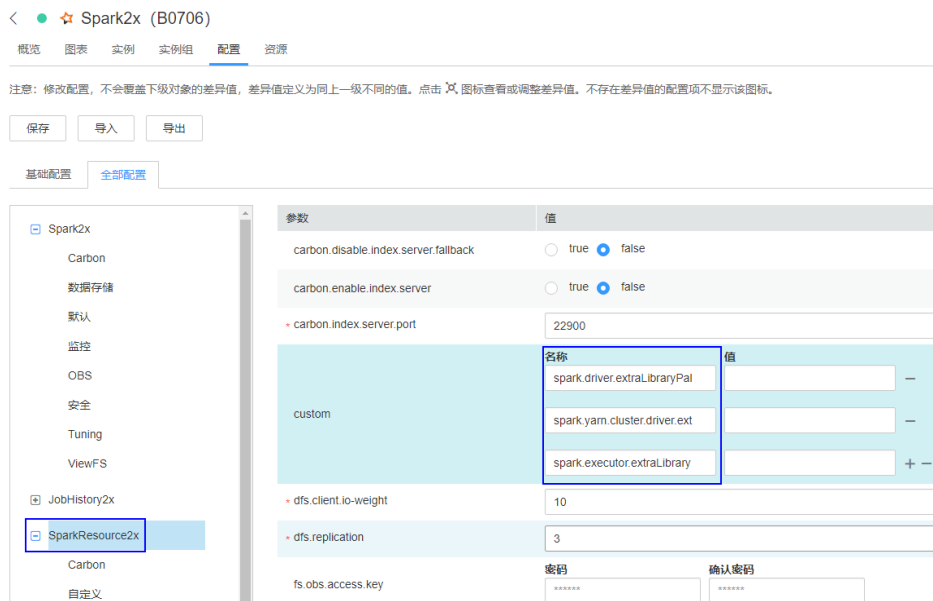 Spark2x（B0706）
概览 图表 实例 实例组 配置 资源
注意：修改配置，不会覆盖下级对象的差异值，差异值定义为同上一级不同的值。点击 图标查看或调整差异值。不存在差异值的配置项不显示该图标。
保存 导入 导出
基础配置 全部配置
Spark2x
Carbon
数据存储
默认
监控
OBS
安全
Tuning
ViewFS
JobHistory2x
SparkResource2x
Carbon
自定义
参数 值
carbon.disable.index.server.fallback true false
carbon.enable.index.server true false
* carbon.index.server.port 22900
名称 值
custom
spark.driver.extraLibraryPal
spark.yarn.cluster.driver.ext
spark.executor.extraLibrary
* dfs.client.io-weight 10
* dfs.replication 3
密码 确认密码
fs.obs.access.key ****** ******